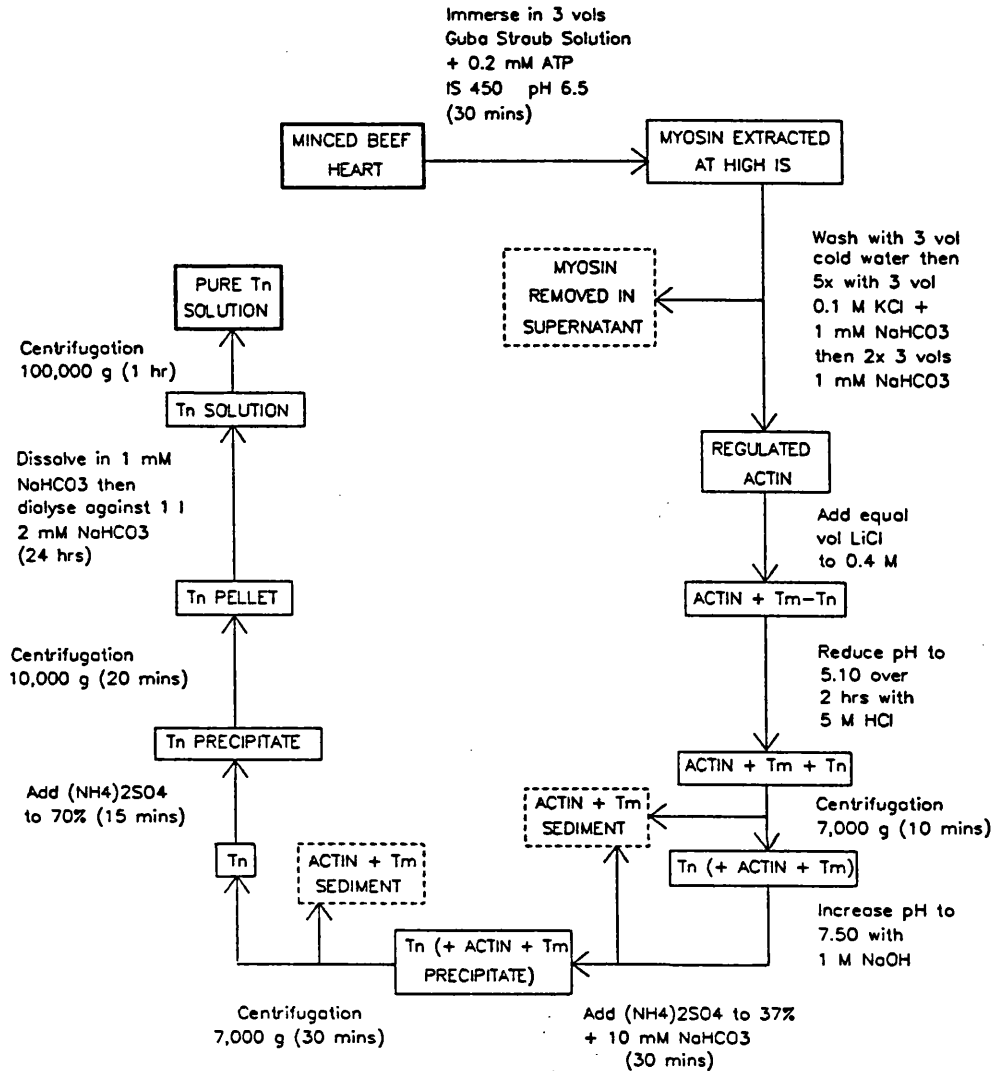 Immerse in 3 vols
Guba Straub Solution
+ 0.2 mM ATP
IS 450 pH 6.5
(30 mins)
MINCED BEEF
HEART
MYOSIN EXTRACTED
AT HIGH IS
Wash with 3 vol
cold water then
5x with 3 vol
0.1 M KCl +
1 mM NaHCO3
then 2x 3 vols
1 mM NaHCO3
MYOSIN
REMOVED IN
SUPERNATANT
REGULATED
ACTIN
Add equal
vol LiCl
to 0.4 M
ACTIN + Tm-Tn
Reduce pH to
5.10 over
2 hrs with
5 M HCl
ACTIN + Tm + Tn
Centrifugation
7,000 g (10 mins)
ACTIN + Tm
SEDIMENT
Tn (+ ACTIN + Tm)
Increase pH to
7.50 with
1 M NaOH
Add (NH4)2SO4 to 37%
+ 10 mM NaHCO3
(30 mins)
Tn (+ ACTIN + Tm
PRECIPITATE)
Centrifugation
7,000 g (30 mins)
ACTIN + Tm
SEDIMENT
Tn
Add (NH4)2SO4
to 70% (15 mins)
Tn PRECIPITATE
Centrifugation
10,000 g (20 mins)
Tn PELLET
Dissolve in 1 mM
NaHCO3 then
dialyse against 1 l
2 mM NaHCO3
(24 hrs)
Tn SOLUTION
Centrifugation
100,000 g (1 hr)
PURE Tn
SOLUTION